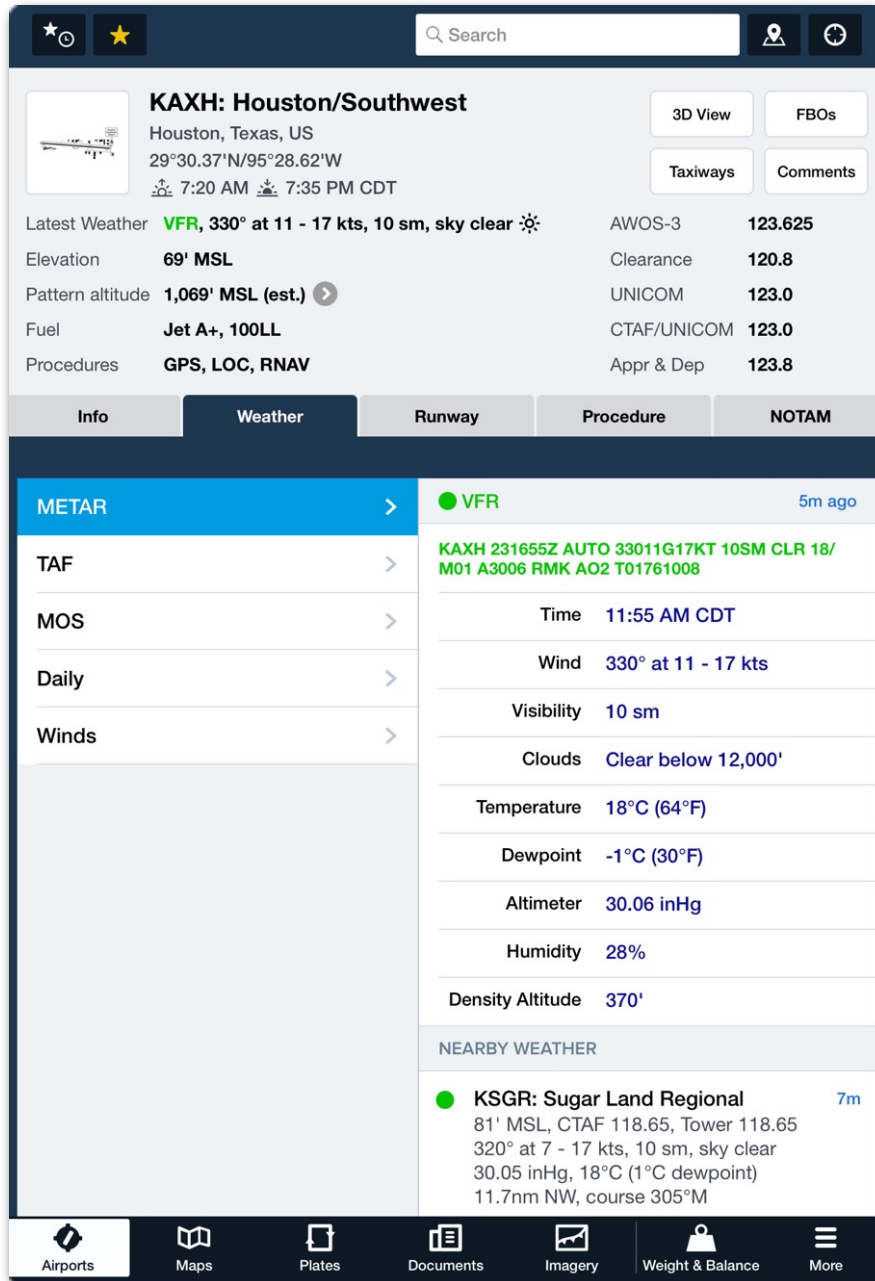 Search
KAXH: Houston/Southwest
Houston, Texas, US
29°30.37'N/95°28.62'W
7:20 AM 7:35 PM CDT
3D View
FBOs
Taxiways
Comments
Latest Weather VFR, 330° at 11 - 17 kts, 10 sm, sky clear
Elevation 69' MSL
Pattern altitude 1,069' MSL (est.)
Fuel Jet A+, 100LL
Procedures GPS, LOC, RNAV
AWOS-3 123.625
Clearance 120.8
UNICOM 123.0
CTAF/UNICOM 123.0
Appr & Dep 123.8
Info
Weather
Runway
Procedure
NOTAM
METAR
TAF
MOS
Daily
Winds
VFR 5m ago
KAXH 231655Z AUTO 33011G17KT 10SM CLR 18/
M01 A3006 RMK AO2 T01761008
Time 11:55 AM CDT
Wind 330° at 11 - 17 kts
Visibility 10 sm
Clouds Clear below 12,000'
Temperature 18°C (64°F)
Dewpoint -1°C (30°F)
Altimeter 30.06 inHg
Humidity 28%
Density Altitude 370'
NEARBY WEATHER
KSGR: Sugar Land Regional 7m
81' MSL, CTAF 118.65, Tower 118.65
320° at 7 - 17 kts, 10 sm, sky clear
30.05 inHg, 18°C (1°C dewpoint)
11.7nm NW, course 305°M
Airports
Maps
Plates
Documents
Imagery
Weight & Balance
More